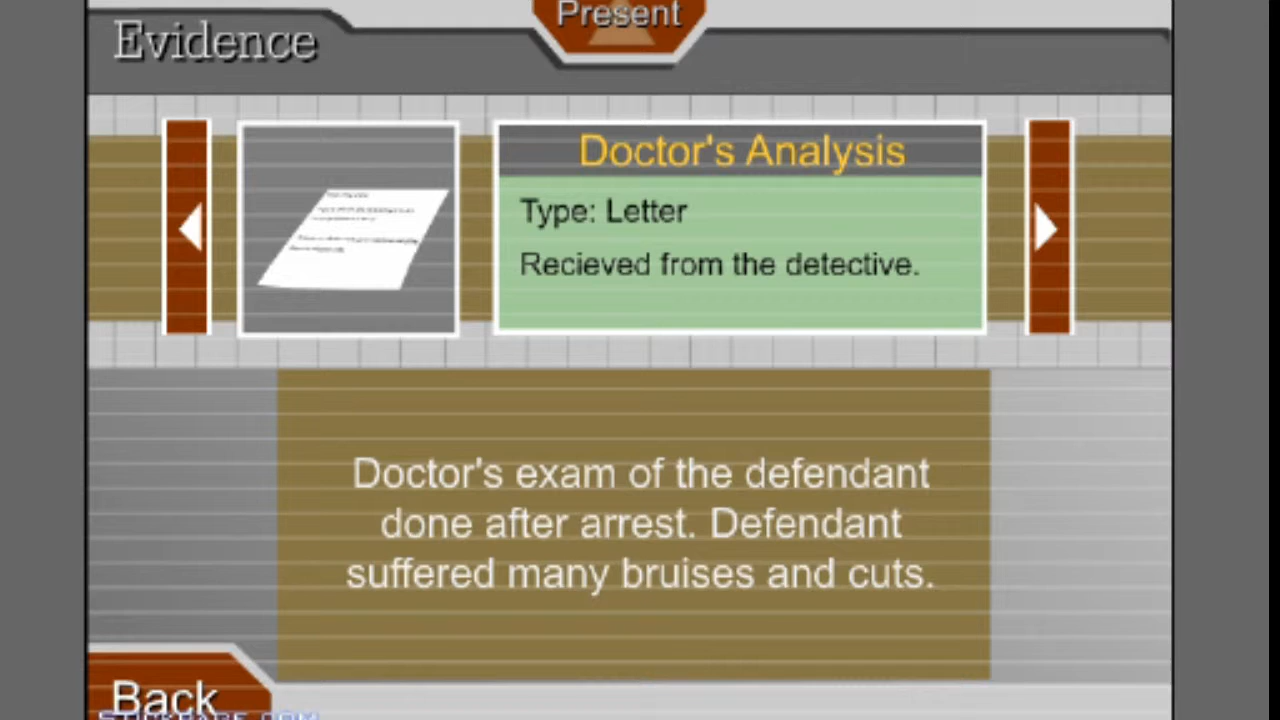 Present
Evidence
Doctor's Analysis
Type: Letter
Recieved from the detective.
Doctor's exam of the defendant
done after arrest. Defendant
suffered many bruises and cuts.
Back